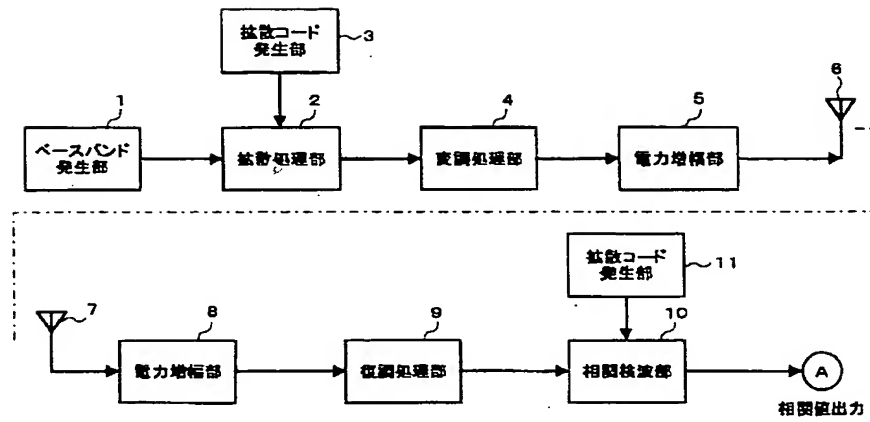 拡散コード
発生部
3
1
2
4
5
6
ベースバンド
発生部
拡散処理部
変調処理部
電力増幅部
拡散コード
発生部
11
7
8
9
10
電力増幅部
復調処理部
相関検波部
A
相関値出力